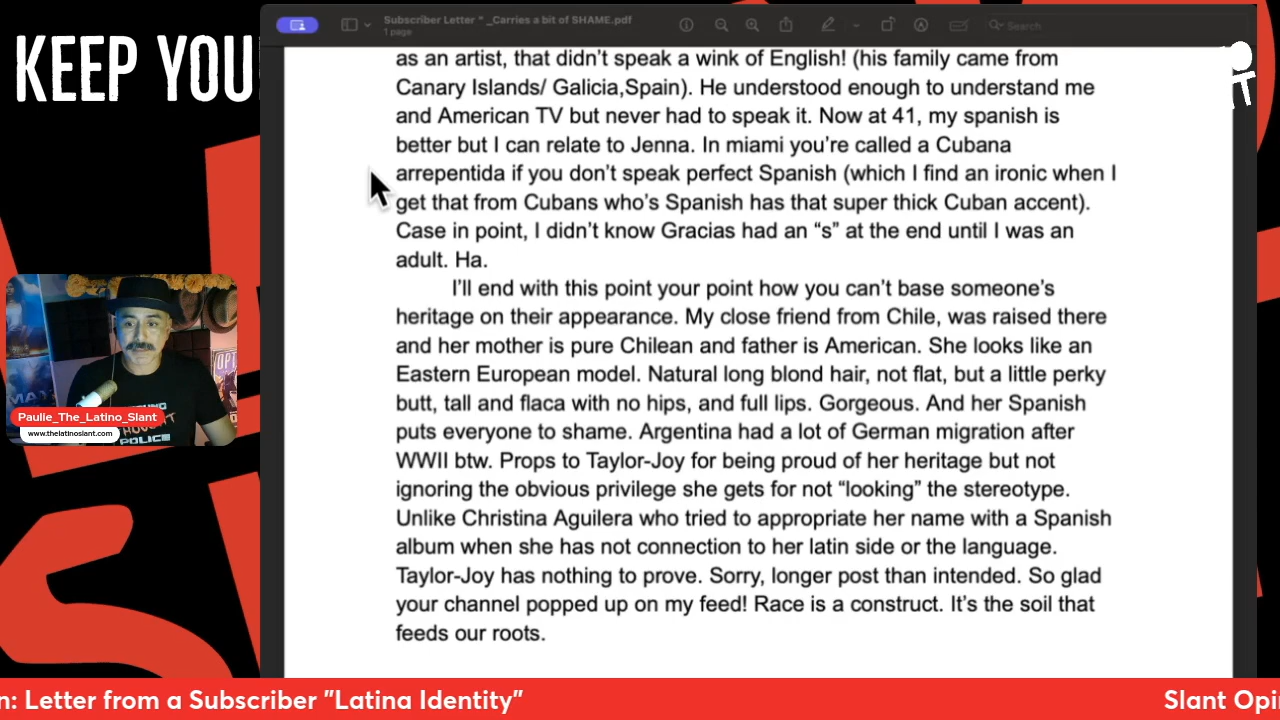 KEEP YOU
Subscriber Letter " _Carries a bit of SHAME.pdf
1 page
Search
as an artist, that didn’t speak a wink of English! (his family came from
Canary Islands/ Galicia,Spain). He understood enough to understand me
and American TV but never had to speak it. Now at 41, my spanish is
better but I can relate to Jenna. In miami you’re called a Cubana
arrepentida if you don’t speak perfect Spanish (which I find an ironic when I
get that from Cubans who’s Spanish has that super thick Cuban accent).
Case in point, I didn’t know Gracias had an “s” at the end until I was an
adult. Ha.
I’ll end with this point your point how you can’t base someone’s
heritage on their appearance. My close friend from Chile, was raised there
and her mother is pure Chilean and father is American. She looks like an
Eastern European model. Natural long blond hair, not flat, but a little perky
butt, tall and flaca with no hips, and full lips. Gorgeous. And her Spanish
puts everyone to shame. Argentina had a lot of German migration after
WWII btw. Props to Taylor-Joy for being proud of her heritage but not
ignoring the obvious privilege she gets for not “looking” the stereotype.
Unlike Christina Aguilera who tried to appropriate her name with a Spanish
album when she has not connection to her latin side or the language.
Taylor-Joy has nothing to prove. Sorry, longer post than intended. So glad
your channel popped up on my feed! Race is a construct. It’s the soil that
feeds our roots.
Paulie_The_Latino_Slant
www.thelatinoslant.com
POLICE
n: Letter from a Subscriber "Latina Identity"
Slant Opi